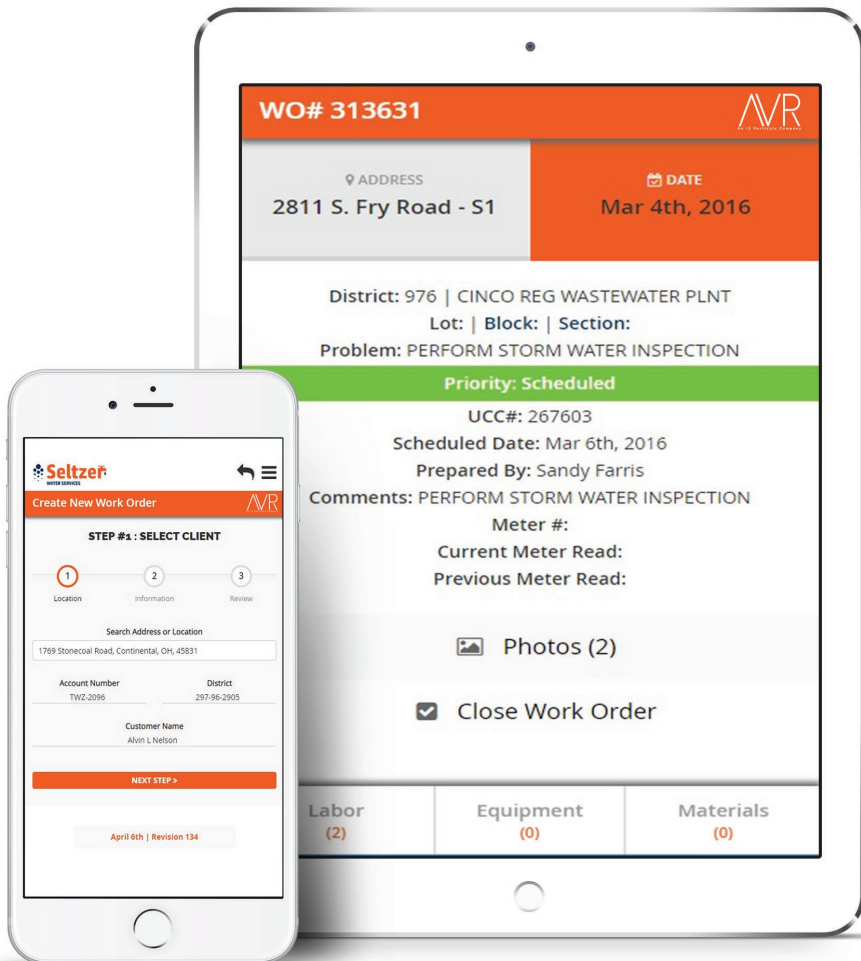 WO# 313631
AVR
An i3 Verticals Company
ADDRESS
2811 S. Fry Road - S1
DATE
Mar 4th, 2016
District: 976 | CINCO REG WASTEWATER PLNT
Lot: | Block: | Section:
Problem: PERFORM STORM WATER INSPECTION
Priority: Scheduled
UCC#: 267603
Scheduled Date: Mar 6th, 2016
Prepared By: Sandy Farris
Comments: PERFORM STORM WATER INSPECTION
Meter #:
Current Meter Read:
Previous Meter Read:
Photos (2)
Close Work Order
Labor
(2)
Equipment
(0)
Materials
(0)
Seltzer
WATER SERVICES
Create New Work Order
AVR
STEP #1 : SELECT CLIENT
1
2
3
Location
Information
Review
Search Address or Location
1769 Stonecoal Road, Continental, OH, 45831
Account Number
District
TWZ-2096
297-96-2905
Customer Name
Alvin L Nelson
NEXT STEP »
April 6th | Revision 134